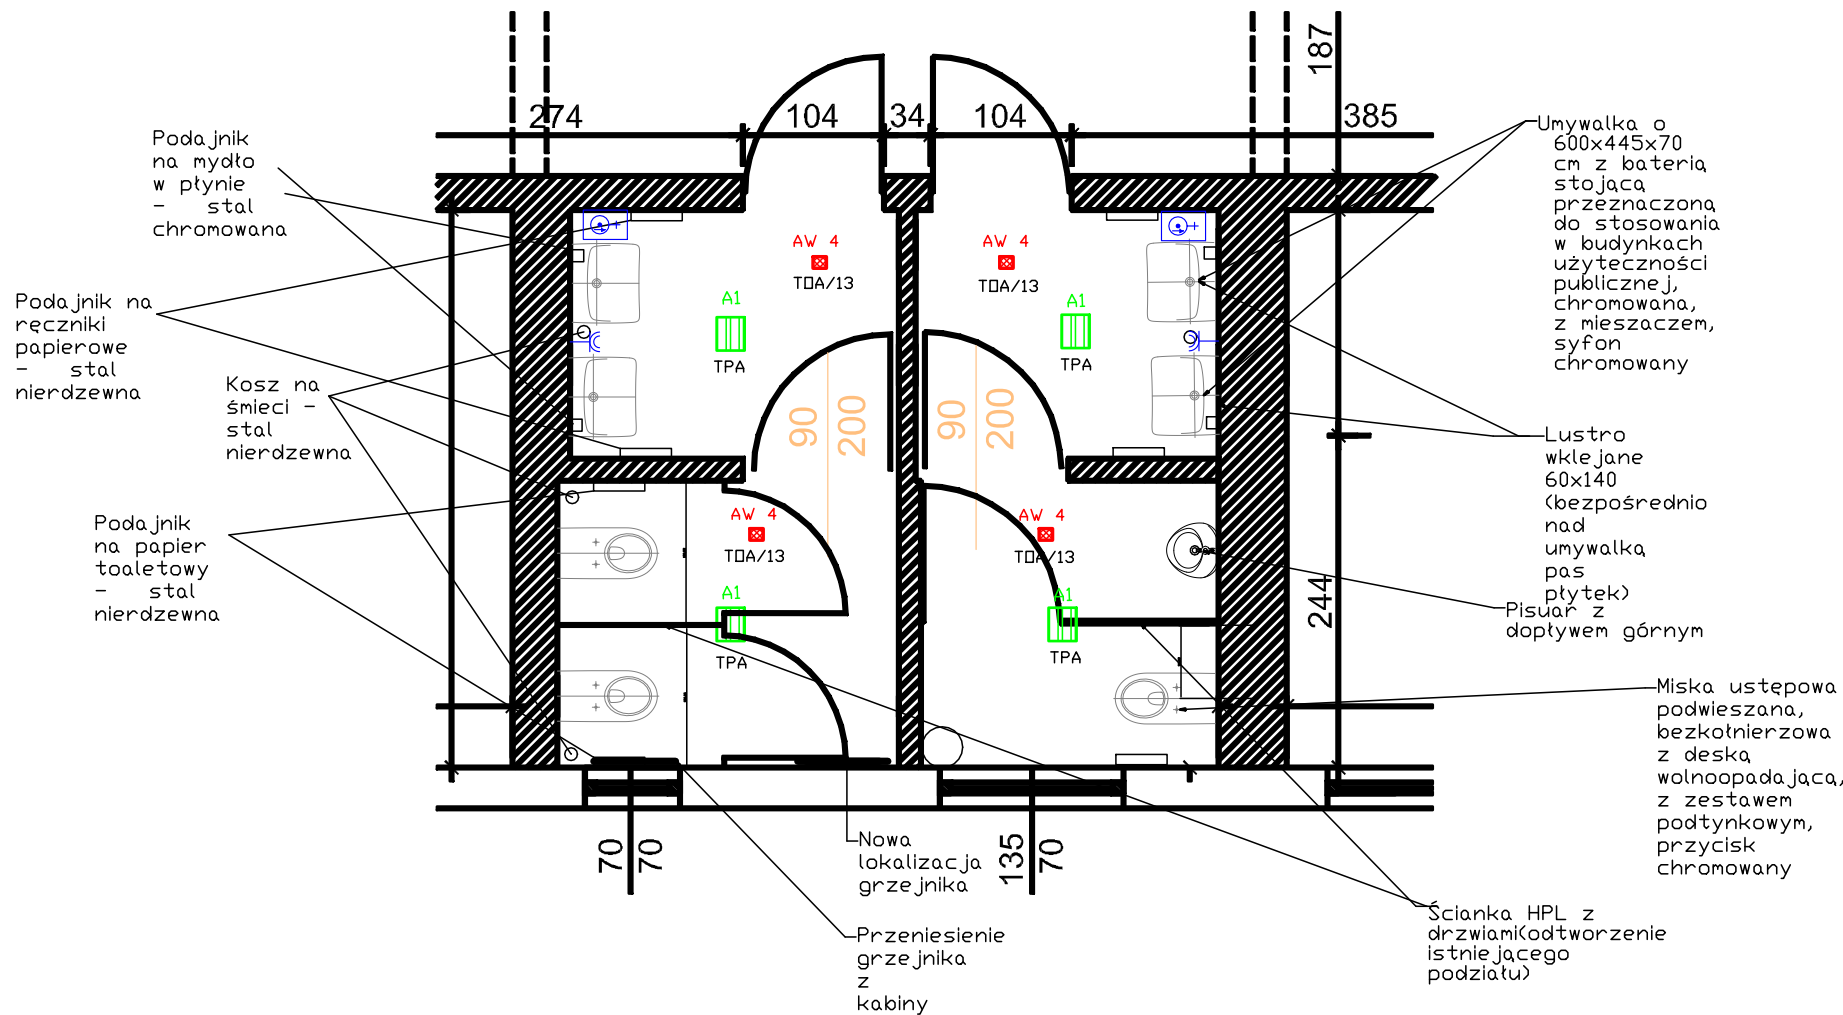 187
274
104
34
104
385
Podajnik
na mydło
w płynie
- stal
chromowana
Podajnik na
ręczniki
papierowe
- stal
nierdzewna
Kosz na
śmieci -
stal
nierdzewna
Podajnik
na papier
toaletowy
- stal
nierdzewna
AW 4
TOA/13
A1
TPA
AW 4
TOA/13
A1
TPA
90
200
90
200
AW 4
TOA/13
A1
TPA
AW 4
TOA/13
A1
TPA
Umywalka o
600x445x70
cm z baterią
stojącą
przeznaczoną
do stosowania
w budynkach
użyteczności
publicznej,
chromowana,
z mieszaczem,
syfon
chromowany
Lustro
wklejane
60x140
(bezpośrednio
nad
umywalką
pas
płytek)
244
Pisuar z
dopływem górnym
Miska ustępowa
podwieszana,
bezkołnierzowa
z deską
wolnoopadającą,
z zestawem
podtynkowym,
przycisk
chromowany
70
70
135
70
Nowa
lokalizacja
grzejnika
Przeniesienie
grzejnika
z
kabiny
Ścianka HPL z
drzwiami(odtworzenie
istniejącego
podziału)